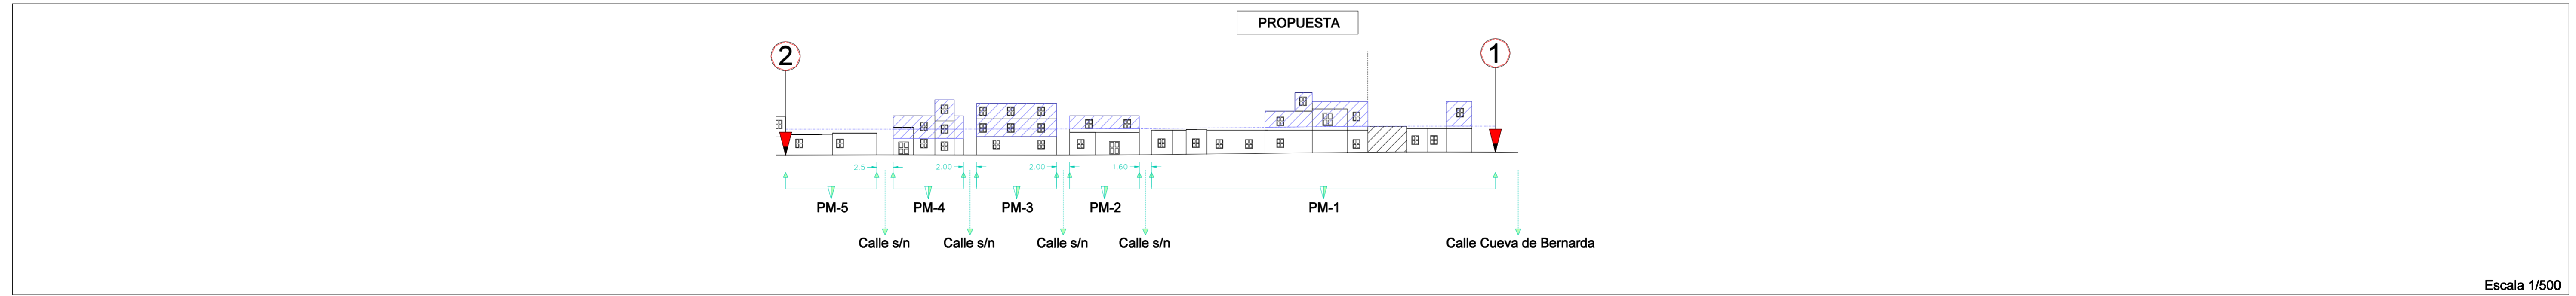 PROPUESTA
2
1
2.5
2.00
2.00
1.60
PM-5
PM-4
PM-3
PM-2
PM-1
Calle s/n
Calle s/n
Calle s/n
Calle s/n
Calle Cueva de Bernarda
Escala 1/500